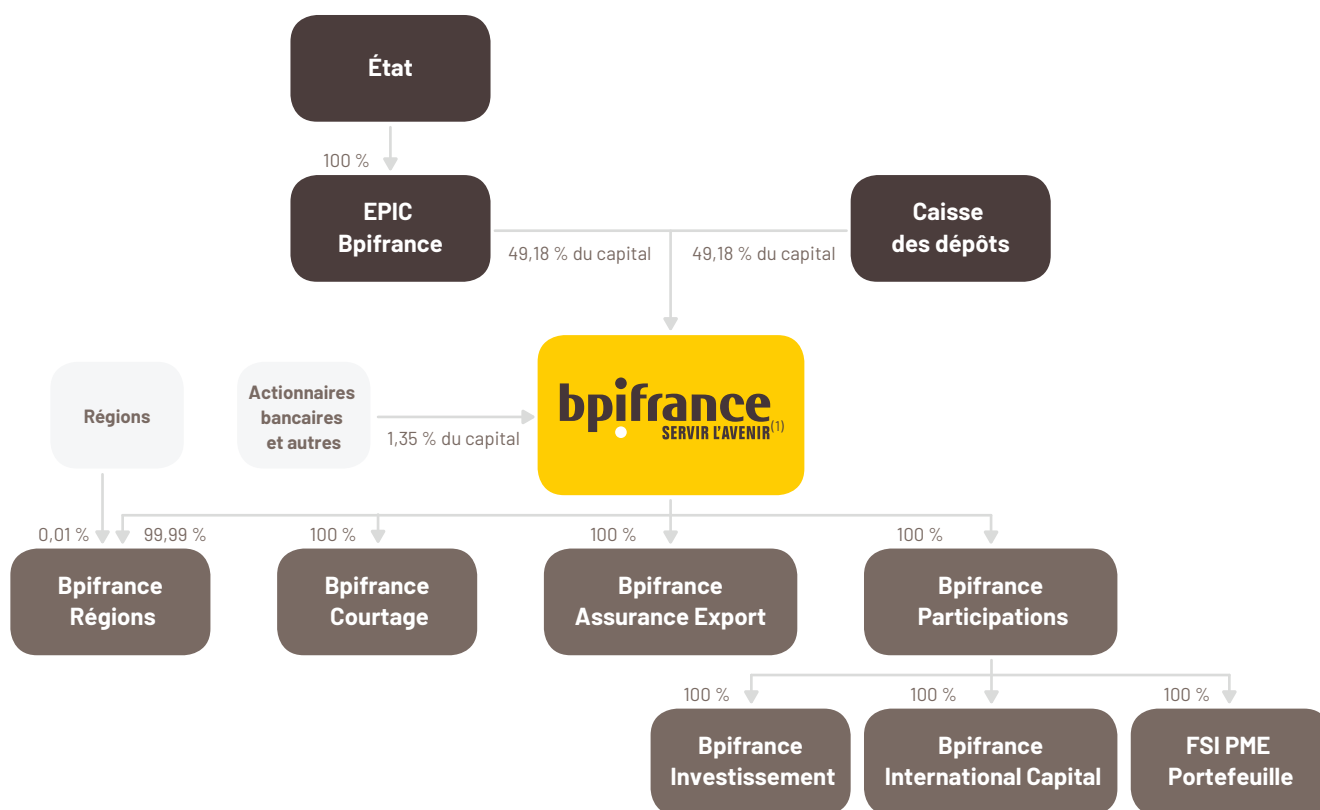 État
100 %
EPIC
Bpifrance
Caisse
des dépôts
49,18 % du capital
49,18 % du capital
Régions
Actionnaires
bancaires
et autres
1,35 % du capital
bpifrance
SERVIR L'AVENIR(1)
0,01 %
99,99 %
100 %
100 %
100 %
Bpifrance
Régions
Bpifrance
Courtage
Bpifrance
Assurance Export
Bpifrance
Participations
100 %
100 %
100 %
Bpifrance
Investissement
Bpifrance
International Capital
FSI PME
Portefeuille